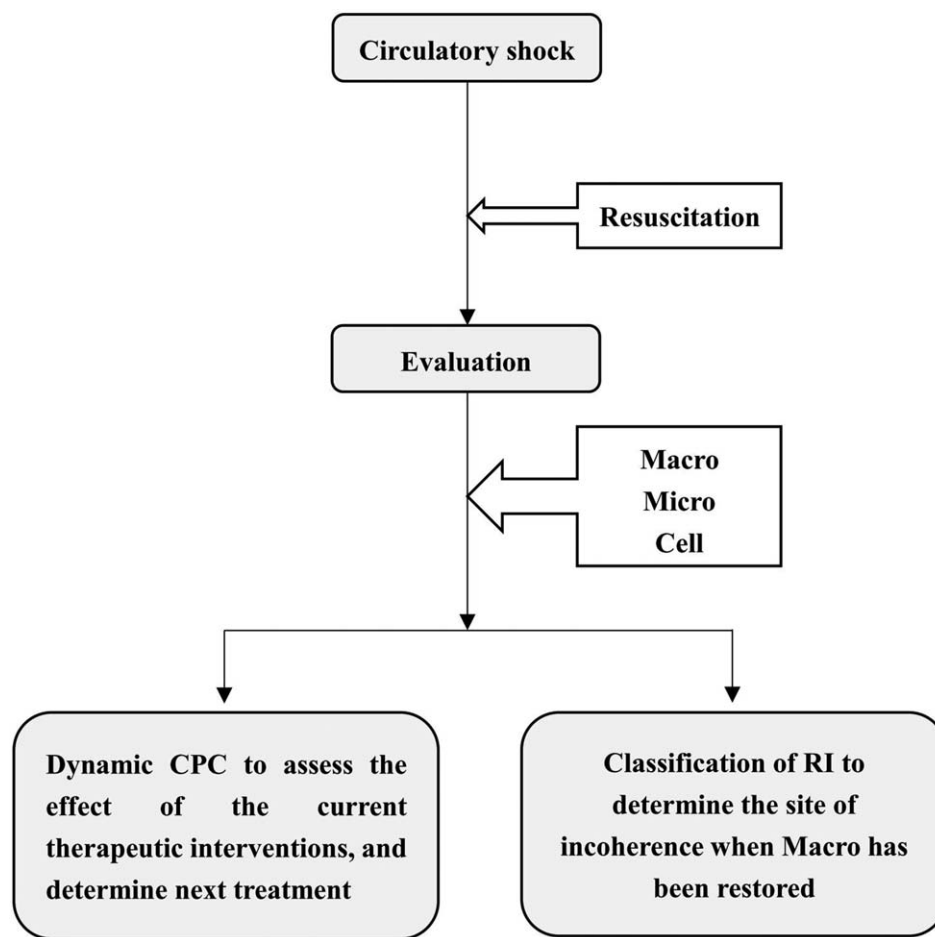 Circulatory shock
Resuscitation
Evaluation
Macro
Micro
Cell
Dynamic CPC to assess the
effect of the current
therapeutic interventions, and
determine next treatment
Classification of RI to
determine the site of
incoherence when Macro has
been restored